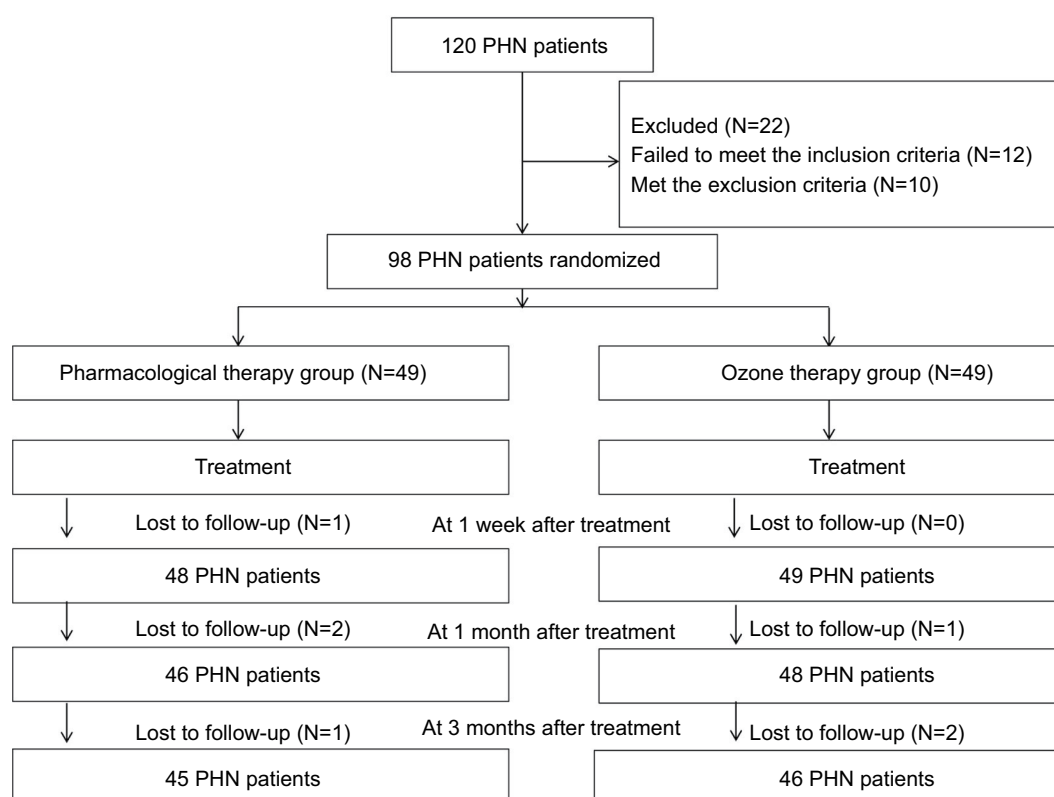 120 PHN patients
Excluded (N=22)
Failed to meet the inclusion criteria (N=12)
Met the exclusion criteria (N=10)
98 PHN patients randomized
Pharmacological therapy group (N=49)
Ozone therapy group (N=49)
Treatment
Treatment
Lost to follow-up (N=1)
At 1 week after treatment
Lost to follow-up (N=0)
48 PHN patients
49 PHN patients
Lost to follow-up (N=2)
At 1 month after treatment
Lost to follow-up (N=1)
46 PHN patients
48 PHN patients
Lost to follow-up (N=1)
At 3 months after treatment
Lost to follow-up (N=2)
45 PHN patients
46 PHN patients